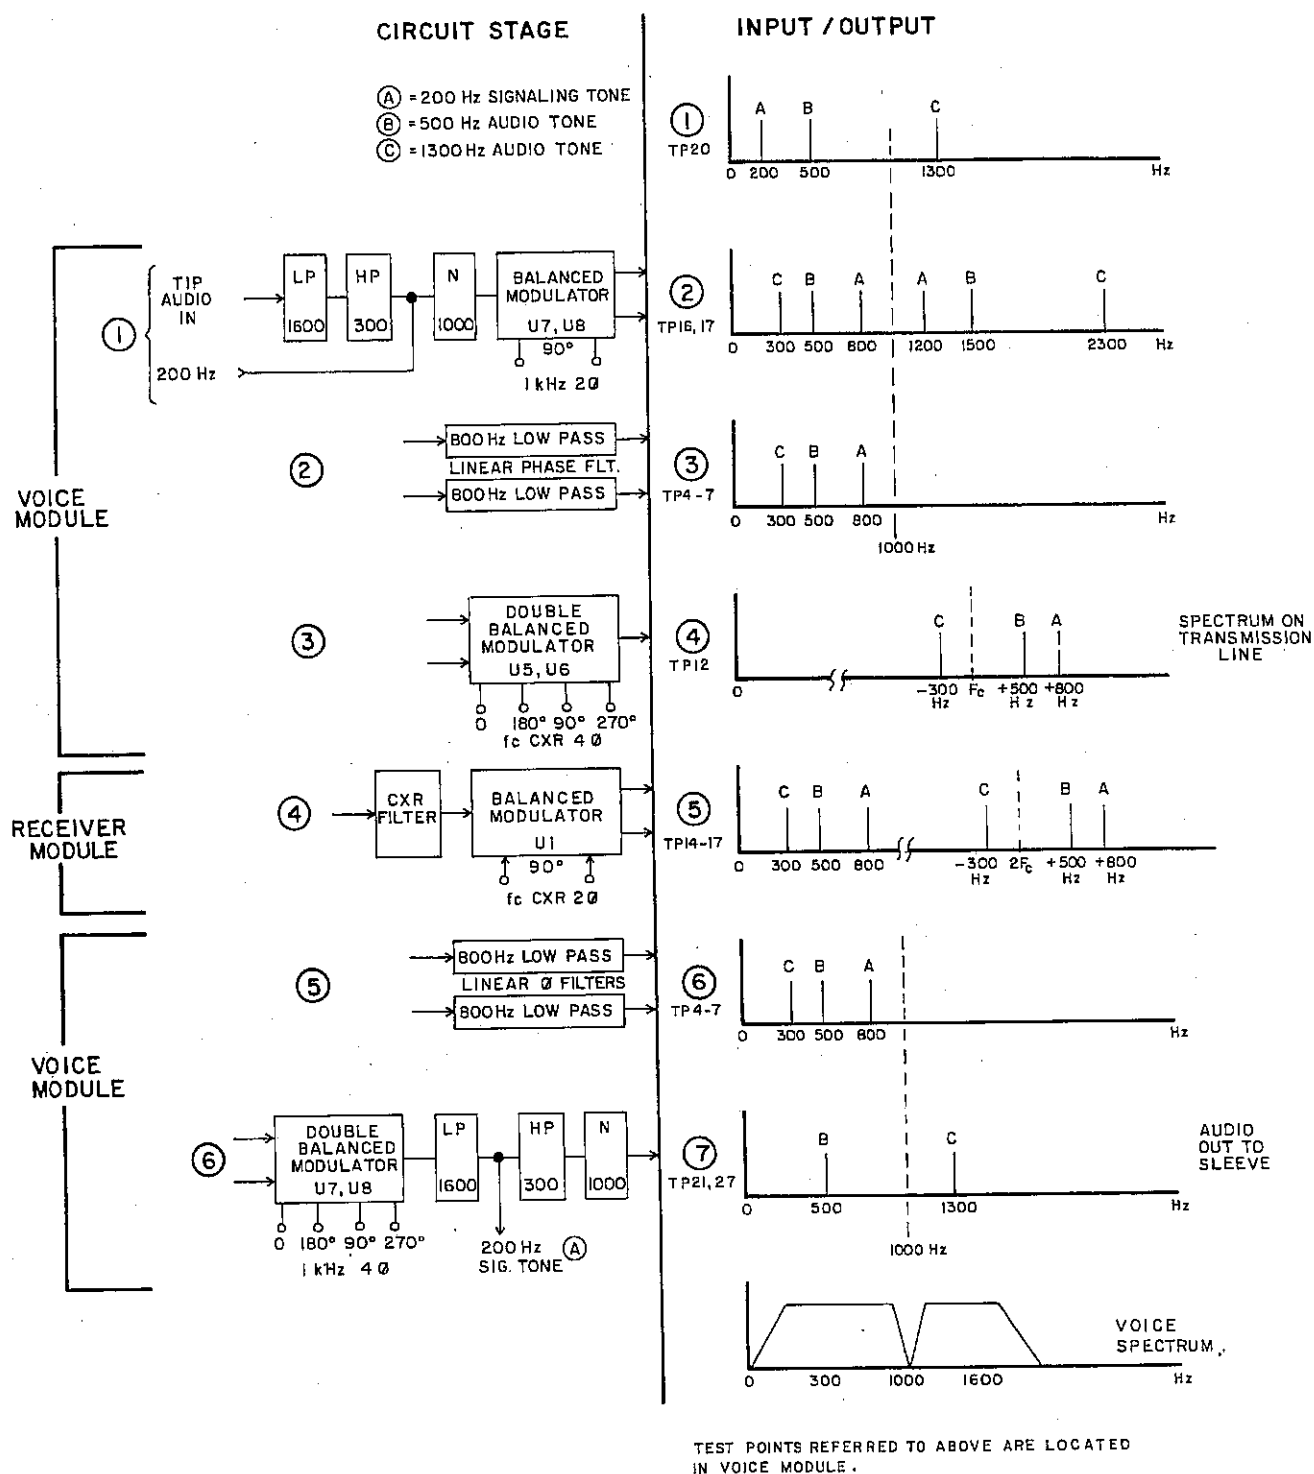 CIRCUIT STAGE
INPUT / OUTPUT
Ⓐ = 200 Hz SIGNALING TONE
Ⓑ = 500 Hz AUDIO TONE
Ⓒ = 1300 Hz AUDIO TONE
① TP20
A B C
0 200 500 1300 Hz
VOICE MODULE
① TIP AUDIO IN
200 Hz
LP 1600
HP 300
N 1000
BALANCED MODULATOR U7, U8
90°
1 kHz 2Ø
② TP16, 17
C B A A B C
0 300 500 800 1200 1500 2300 Hz
②
800 Hz LOW PASS
LINEAR PHASE FLT.
800 Hz LOW PASS
③ TP4-7
C B A
0 300 500 800 Hz
1000 Hz
③
DOUBLE BALANCED MODULATOR U5, U6
0 180° 90° 270°
fc CXR 4Ø
④ TP12
C B A
0 -300 Hz Fc +500 Hz +800 Hz
SPECTRUM ON TRANSMISSION LINE
RECEIVER MODULE
④
CXR FILTER
BALANCED MODULATOR U1
90°
fc CXR 2Ø
⑤ TP14-17
C B A C B A
0 300 500 800 -300 Hz 2Fc +500 Hz +800 Hz
VOICE MODULE
⑤
800 Hz LOW PASS
LINEAR Ø FILTERS
800 Hz LOW PASS
⑥ TP4-7
C B A
0 300 500 800 Hz
⑥
DOUBLE BALANCED MODULATOR U7, U8
0 180° 90° 270°
1 kHz 4Ø
LP 1600
HP 300
N 1000
200 Hz Ⓐ
SIG. TONE
⑦ TP21, 27
B C
0 500 1300 Hz
1000 Hz
AUDIO OUT TO SLEEVE
VOICE SPECTRUM
0 300 1000 1600 Hz
TEST POINTS REFERRED TO ABOVE ARE LOCATED
IN VOICE MODULE.